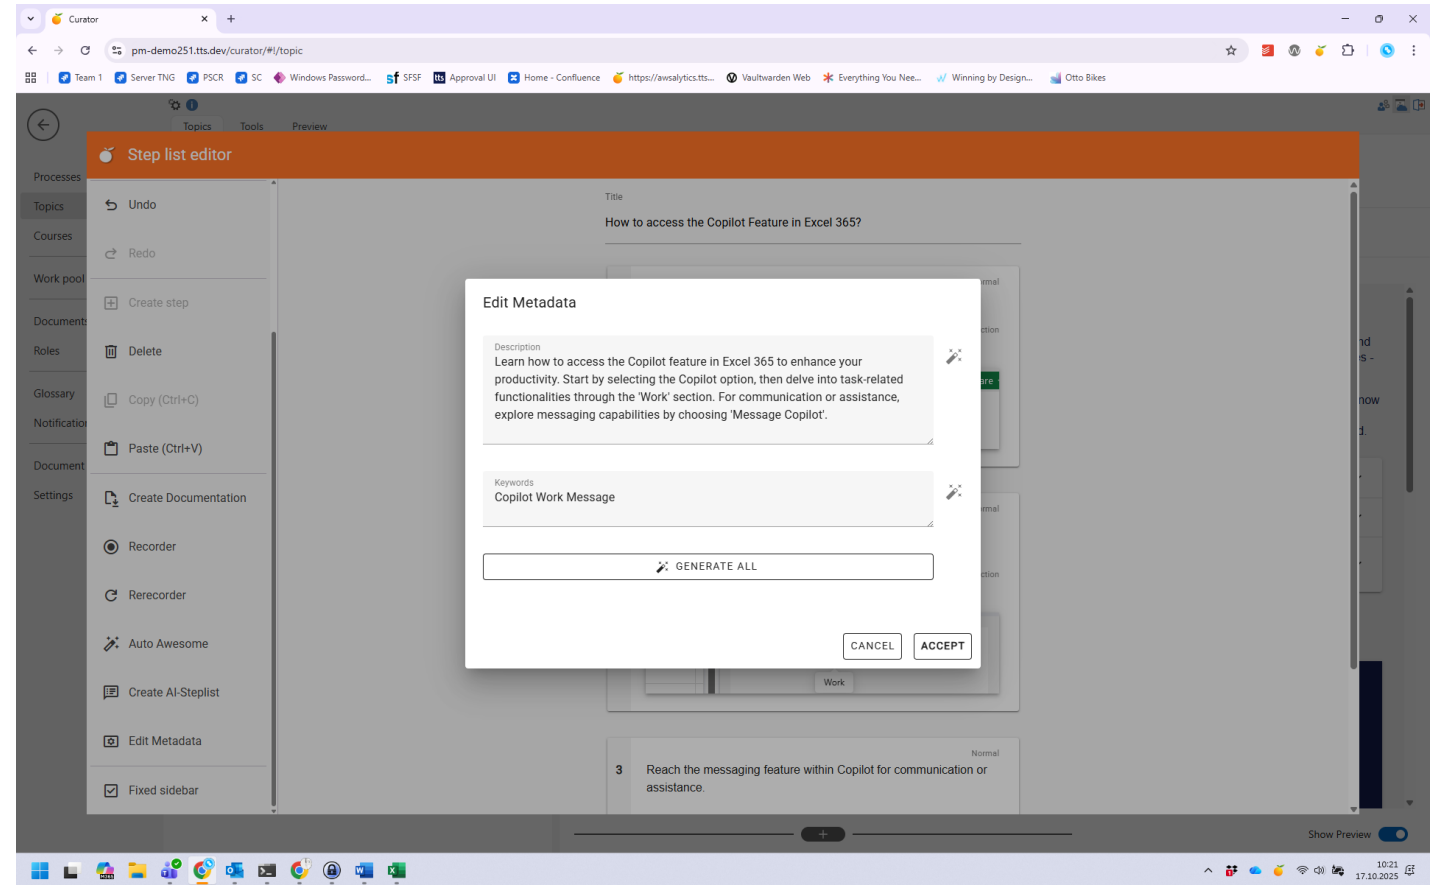 Curator
pm-demo251.tts.dev/curator/#!/topic
Team 1 Server TNG PSCR SC Windows Password... SFSF Approval UI Home - Confluence https://awsalytics.tts... Vaultwarden Web Everything You Nee... Winning by Design... Otto Bikes
Topics Tools Preview
Step list editor
Processes
Topics
Courses
Work pool
Documents
Roles
Glossary
Notification
Document
Settings
Undo
Redo
Create step
Delete
Copy (Ctrl+C)
Paste (Ctrl+V)
Create Documentation
Recorder
Rerecorder
Auto Awesome
Create AI-Steplist
Edit Metadata
Fixed sidebar
Title
How to access the Copilot Feature in Excel 365?
Edit Metadata
Description
Learn how to access the Copilot feature in Excel 365 to enhance your
productivity. Start by selecting the Copilot option, then delve into task-related
functionalities through the 'Work' section. For communication or assistance,
explore messaging capabilities by choosing 'Message Copilot'.
Keywords
Copilot Work Message
GENERATE ALL
CANCEL ACCEPT
Work
Normal
3 Reach the messaging feature within Copilot for communication or
assistance.
Show Preview
10:21
17.10.2025